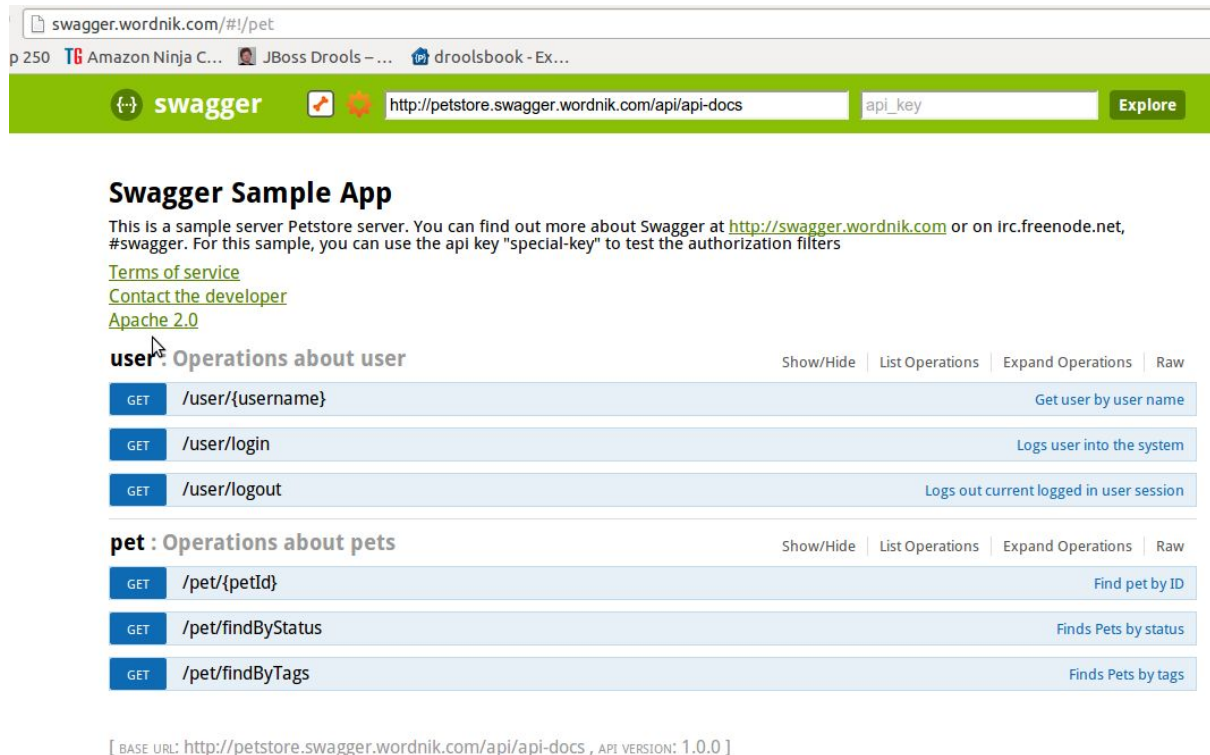 swagger.wordnik.com/#!/pet
p 250 TG Amazon Ninja C... JBoss Drools – ... droolsbook - Ex...
{··} swagger http://petstore.swagger.wordnik.com/api/api-docs api_key Explore
Swagger Sample App
This is a sample server Petstore server. You can find out more about Swagger at http://swagger.wordnik.com or on irc.freenode.net,
#swagger. For this sample, you can use the api key "special-key" to test the authorization filters
Terms of service
Contact the developer
Apache 2.0
user : Operations about user Show/Hide List Operations Expand Operations Raw
GET /user/{username} Get user by user name
GET /user/login Logs user into the system
GET /user/logout Logs out current logged in user session
pet : Operations about pets Show/Hide List Operations Expand Operations Raw
GET /pet/{petId} Find pet by ID
GET /pet/findByStatus Finds Pets by status
GET /pet/findByTags Finds Pets by tags
[ BASE URL: http://petstore.swagger.wordnik.com/api/api-docs , API VERSION: 1.0.0 ]